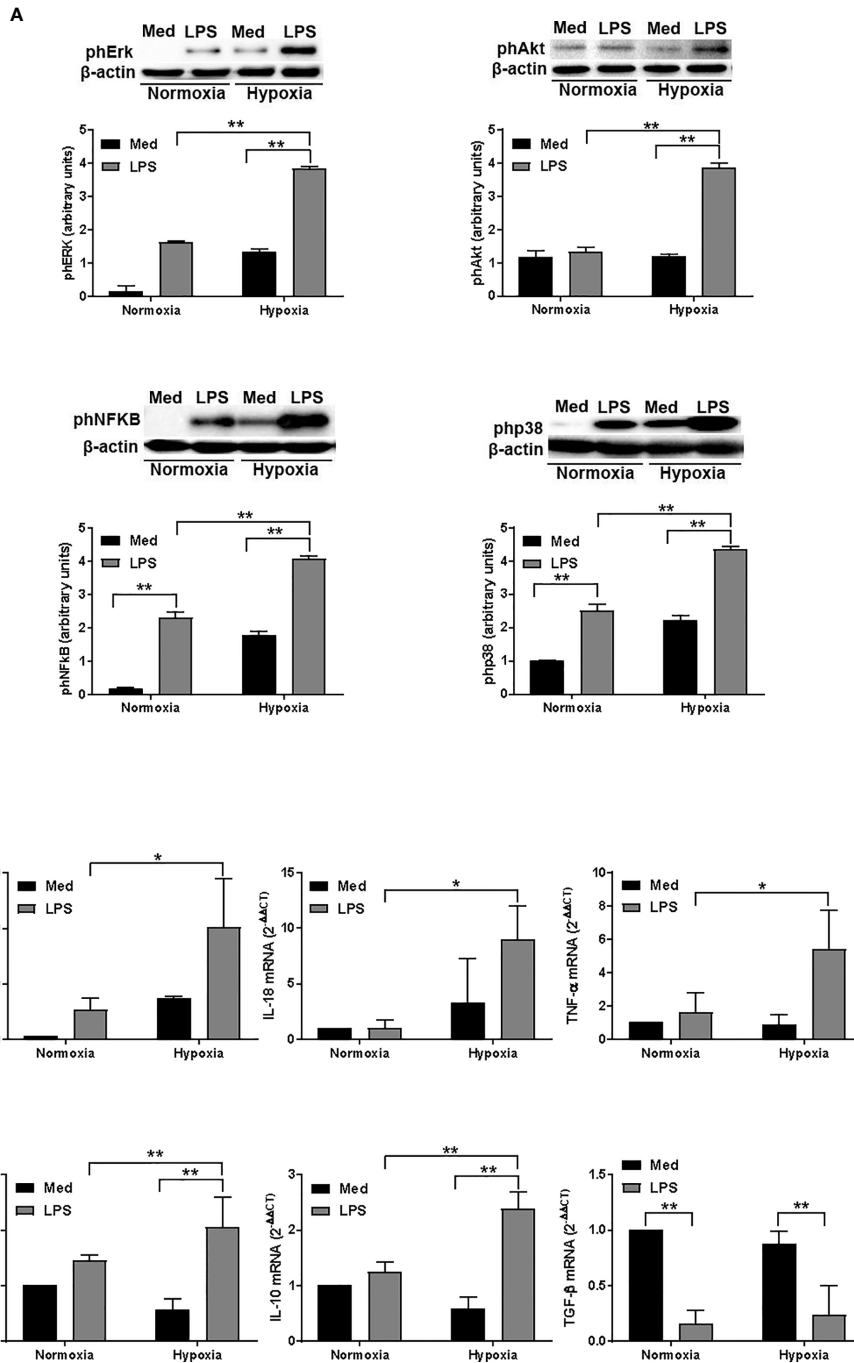 A
Med LPS Med LPS
phErk
β-actin
Normoxia Hypoxia
**
**
Med
LPS
phERK (arbitrary units)
5
4
3
2
1
0
Normoxia Hypoxia
Med LPS Med LPS
phAkt
β-actin
Normoxia Hypoxia
**
**
Med
LPS
phAkt (arbitrary units)
5
4
3
2
1
0
Normoxia Hypoxia
Med LPS Med LPS
phNFKB
β-actin
Normoxia Hypoxia
**
**
**
Med
LPS
phNFkB (arbitrary units)
5
4
3
2
1
0
Normoxia Hypoxia
Med LPS Med LPS
php38
β-actin
Normoxia Hypoxia
**
**
**
Med
LPS
php38 (arbitrary units)
5
4
3
2
1
0
Normoxia Hypoxia
*
Med
LPS
Normoxia Hypoxia
*
Med
LPS
IL-18 mRNA (2-ΔΔCT)
15
10
5
0
Normoxia Hypoxia
*
Med
LPS
TNF-α mRNA (2-ΔΔCT)
10
8
6
4
2
0
Normoxia Hypoxia
**
**
Med
LPS
Normoxia Hypoxia
**
**
Med
LPS
IL-10 mRNA (2-ΔΔCT)
3
2
1
0
Normoxia Hypoxia
Med
LPS
**
**
TGF-β mRNA (2-ΔΔCT)
1.5
1.0
0.5
0.0
Normoxia Hypoxia